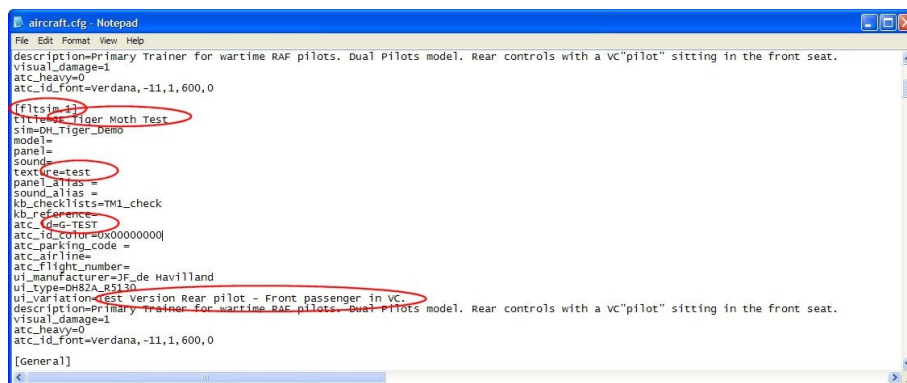 aircraft.cfg - Notepad
File Edit Format View Help
description=Primary Trainer for wartime RAF pilots. Dual Pilots model. Rear controls with a VC"pilot" sitting in the front seat.
visual_damage=1
atc_heavy=0
atc_id_font=Verdana,-11,1,600,0
[fltsim.1]
title=JF_Tiger Moth Test
sim=DH_Tiger_Demo
model=
panel=
sound=
texture=test
panel_alias =
sound_alias =
kb_checklists=TM1_check
kb_reference=
atc_id=G-TEST
atc_id_color=0x00000000
atc_parking_code =
atc_airline=
atc_flight_number=
ui_manufacturer=JF_de Havilland
ui_type=DH82A_R5130
ui_variation=Test Version Rear pilot - Front passenger in VC.
description=Primary Trainer for wartime RAF pilots. Dual Pilots model. Rear controls with a VC"pilot" sitting in the front seat.
visual_damage=1
atc_heavy=0
atc_id_font=Verdana,-11,1,600,0
[General]